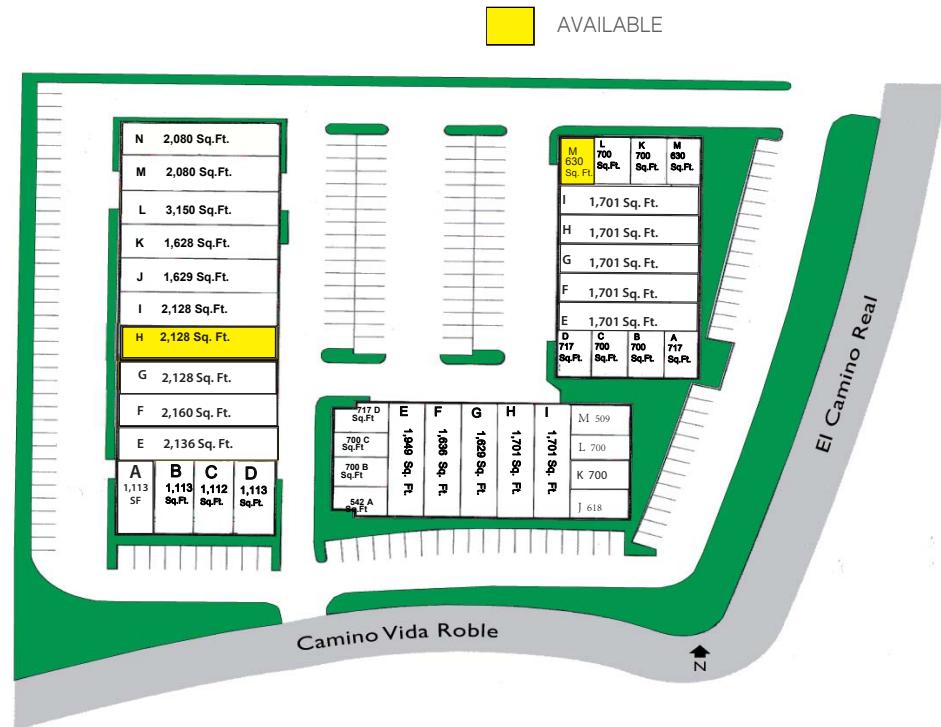 AVAILABLE
N 2,080 Sq.Ft.
M 2,080 Sq.Ft.
L 3,150 Sq.Ft.
K 1,628 Sq.Ft.
J 1,629 Sq.Ft.
I 2,128 Sq.Ft.
H 2,128 Sq. Ft.
G 2,128 Sq. Ft.
F 2,160 Sq. Ft.
E 2,136 Sq. Ft.
A
1,113
SF
B
1,113
Sq.Ft.
C
1,112
Sq.Ft.
D
1,113
Sq.Ft.
M
630
Sq. Ft.
L
700
Sq.Ft.
K
700
Sq.Ft.
M
630
Sq.Ft.
I 1,701 Sq. Ft.
H 1,701 Sq. Ft.
G 1,701 Sq. Ft.
F 1,701 Sq. Ft.
E 1,701 Sq. Ft.
D
717
Sq.Ft.
C
700
Sq.Ft.
B
700
Sq.Ft.
A
717
Sq.Ft.
717 D
Sq.Ft
700 C
Sq.Ft
700 B
Sq.Ft
542 A
Sq.Ft
E
1,949 Sq. Ft.
F
1,636 Sq. Ft.
G
1,629 Sq. Ft.
H
1,701 Sq. Ft.
I
1,701 Sq. Ft.
M 509
L 700
K 700
J 618
El Camino Real
Camino Vida Roble
N